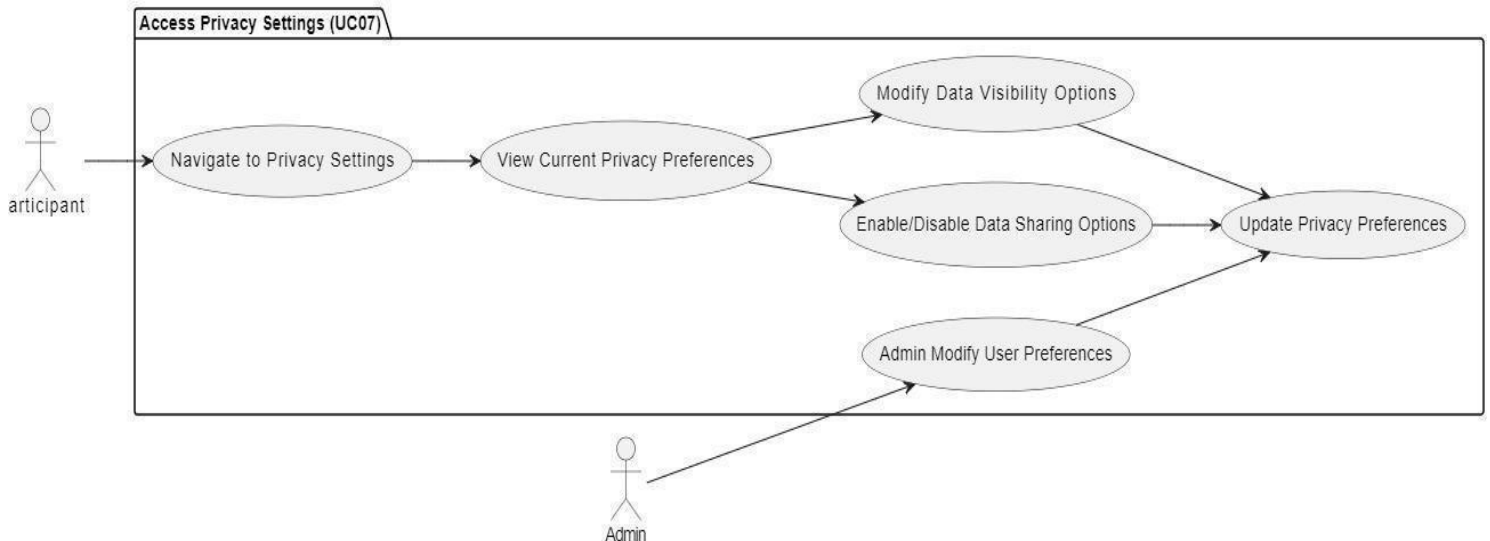 Access Privacy Settings (UC07)
Modify Data Visibility Options
Navigate to Privacy Settings
View Current Privacy Preferences
articipant
Enable/Disable Data Sharing Options
Update Privacy Preferences
Admin Modify User Preferences
Admin